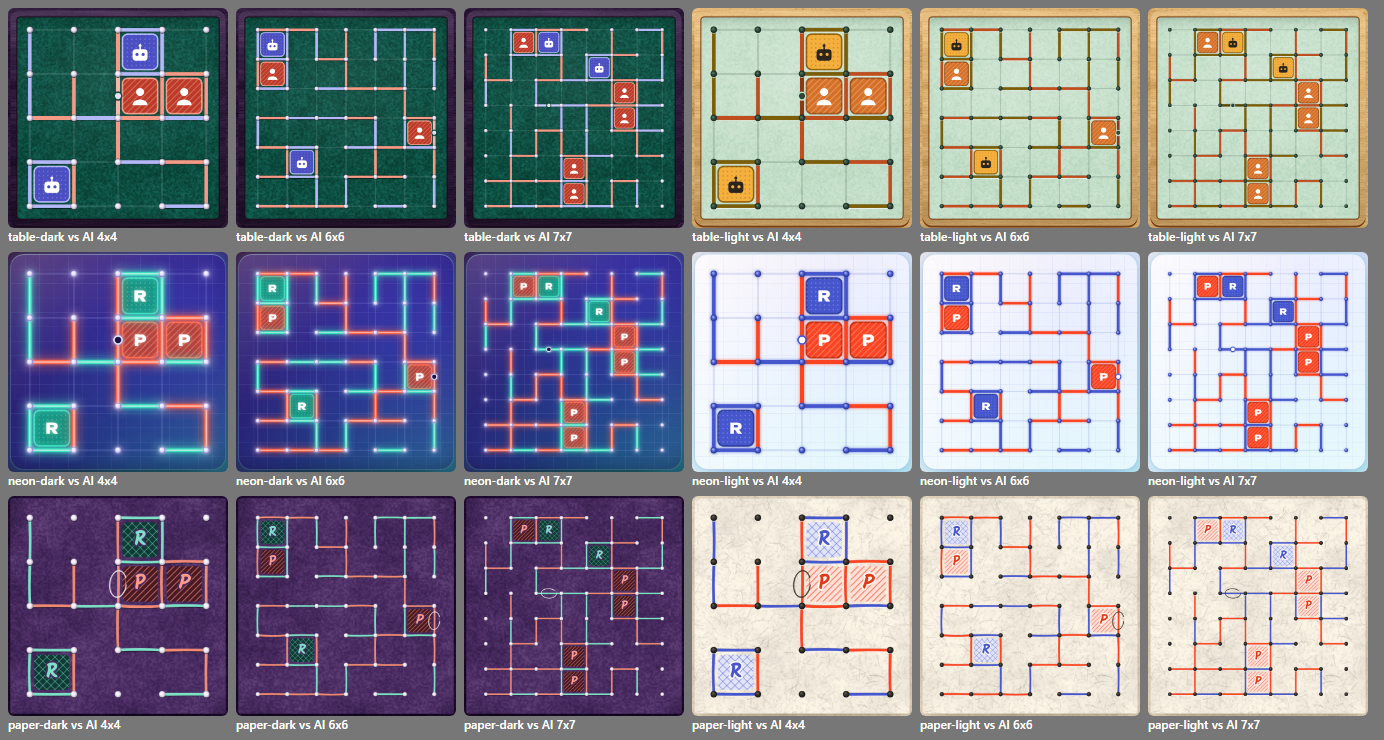 table-dark vs AI 4x4
table-dark vs AI 6x6
table-dark vs AI 7x7
table-light vs AI 4x4
table-light vs AI 6x6
table-light vs AI 7x7
R
P P
R
neon-dark vs AI 4x4
R
P
P
R
neon-dark vs AI 6x6
P R
R
P
P
P
P
neon-dark vs AI 7x7
R
P P
R
neon-light vs AI 4x4
R
P
P
R
neon-light vs AI 6x6
P R
R
P
P
P
P
neon-light vs AI 7x7
R
P P
R
paper-dark vs AI 4x4
R
P
P
R
paper-dark vs AI 6x6
P R
R
P
P
P
P
paper-dark vs AI 7x7
R
P P
R
paper-light vs AI 4x4
R
P
P
R
paper-light vs AI 6x6
P R
R
P
P
P
P
paper-light vs AI 7x7